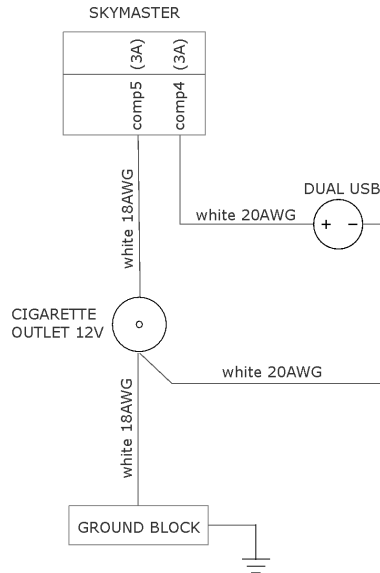 SKYMASTER
(3A)
(3A)
comp5
comp4
white 18AWG
DUAL USB
white 20AWG
+ −
CIGARETTE
OUTLET 12V
white 20AWG
white 18AWG
GROUND BLOCK